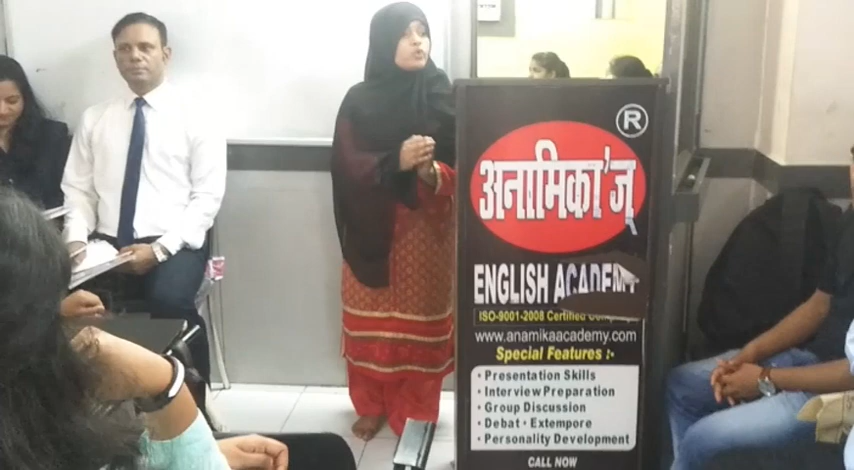 ®
अनामिका'ज्
ENGLISH ACADEMY
ISO-9001-2008 Certified
www.anamikaacademy.com
Special Features :-
• Presentation Skills
• Interview Preparation
• Group Discussion
• Debat • Extempore
• Personality Development
CALL NOW